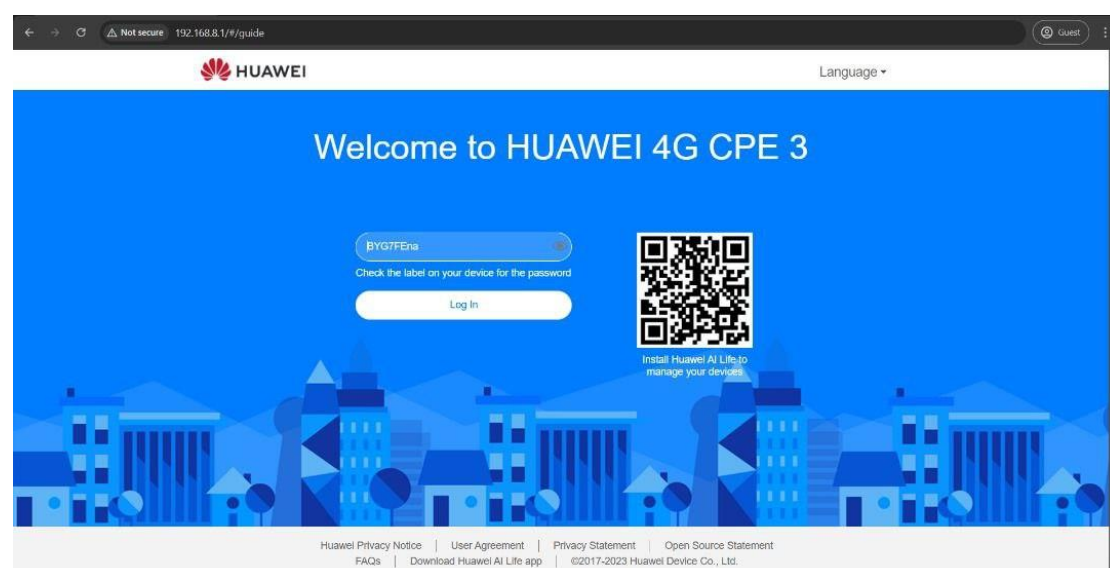 Not secure 192.168.8.1/#/guide
Guest
HUAWEI
Language
Welcome to HUAWEI 4G CPE 3
BYG7FEna
Check the label on your device for the password
Log In
Install Huawei AI Life to
manage your devices
Huawei Privacy Notice | User Agreement | Privacy Statement | Open Source Statement
FAQs | Download Huawei AI Life app | ©2017-2023 Huawei Device Co., Ltd.